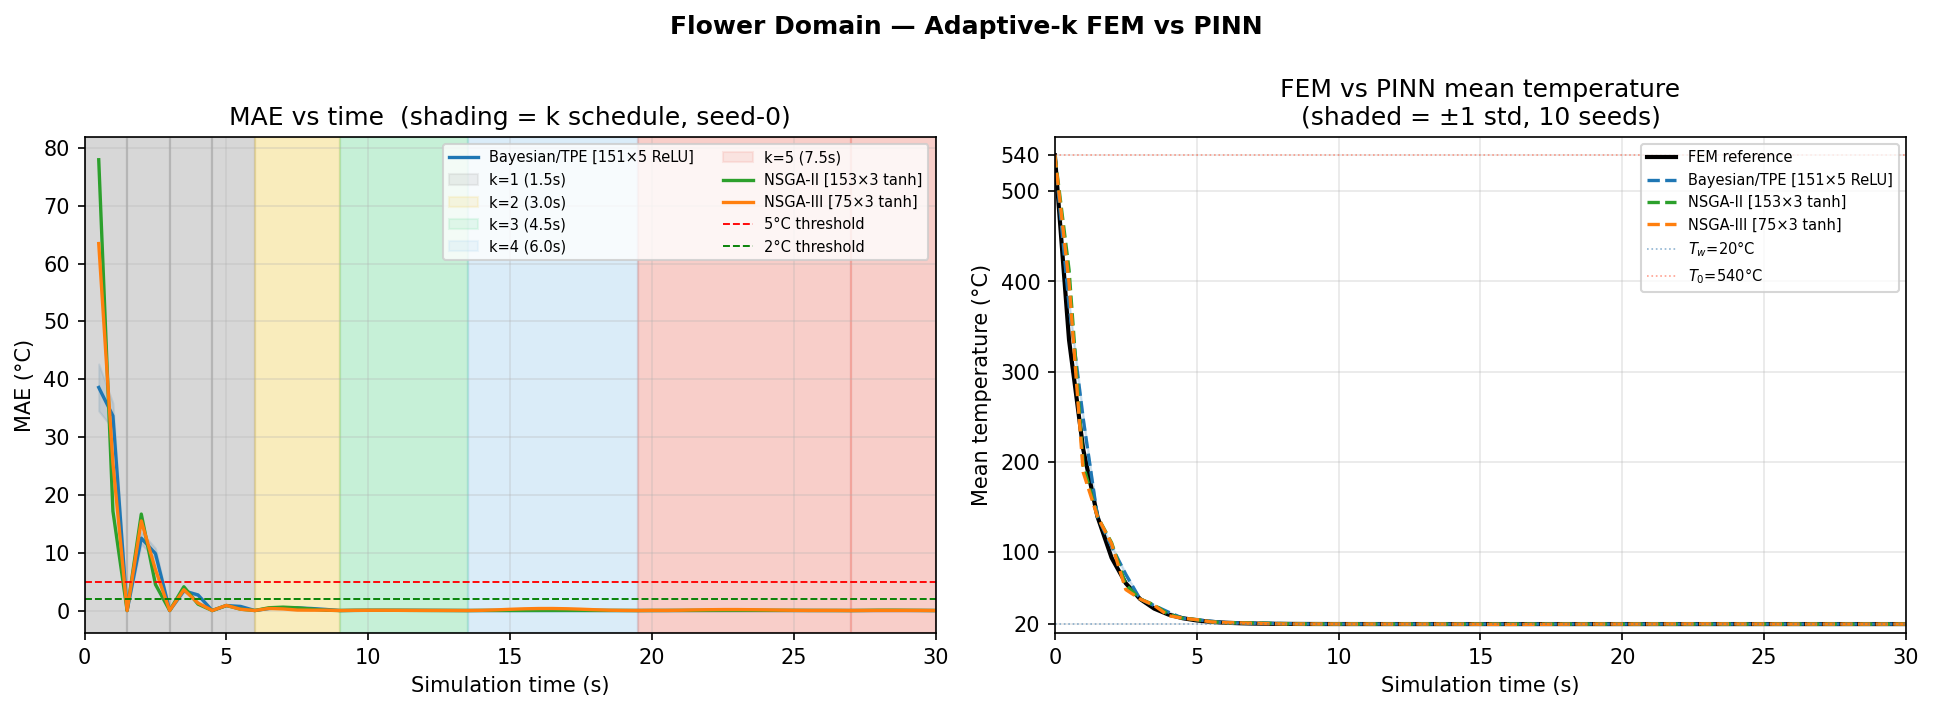 Flower Domain — Adaptive-k FEM vs PINN
MAE vs time  (shading = k schedule, seed-0)
MAE (°C)
80
70
60
50
40
30
20
10
0
Bayesian/TPE [151×5 ReLU]
k=1 (1.5s)
k=2 (3.0s)
k=3 (4.5s)
k=4 (6.0s)
k=5 (7.5s)
NSGA-II [153×3 tanh]
NSGA-III [75×3 tanh]
5°C threshold
2°C threshold
0 5 10 15 20 25 30
Simulation time (s)
FEM vs PINN mean temperature
(shaded = ±1 std, 10 seeds)
Mean temperature (°C)
540
500
400
300
200
100
20
FEM reference
Bayesian/TPE [151×5 ReLU]
NSGA-II [153×3 tanh]
NSGA-III [75×3 tanh]
T_w=20°C
T_0=540°C
0 5 10 15 20 25 30
Simulation time (s)